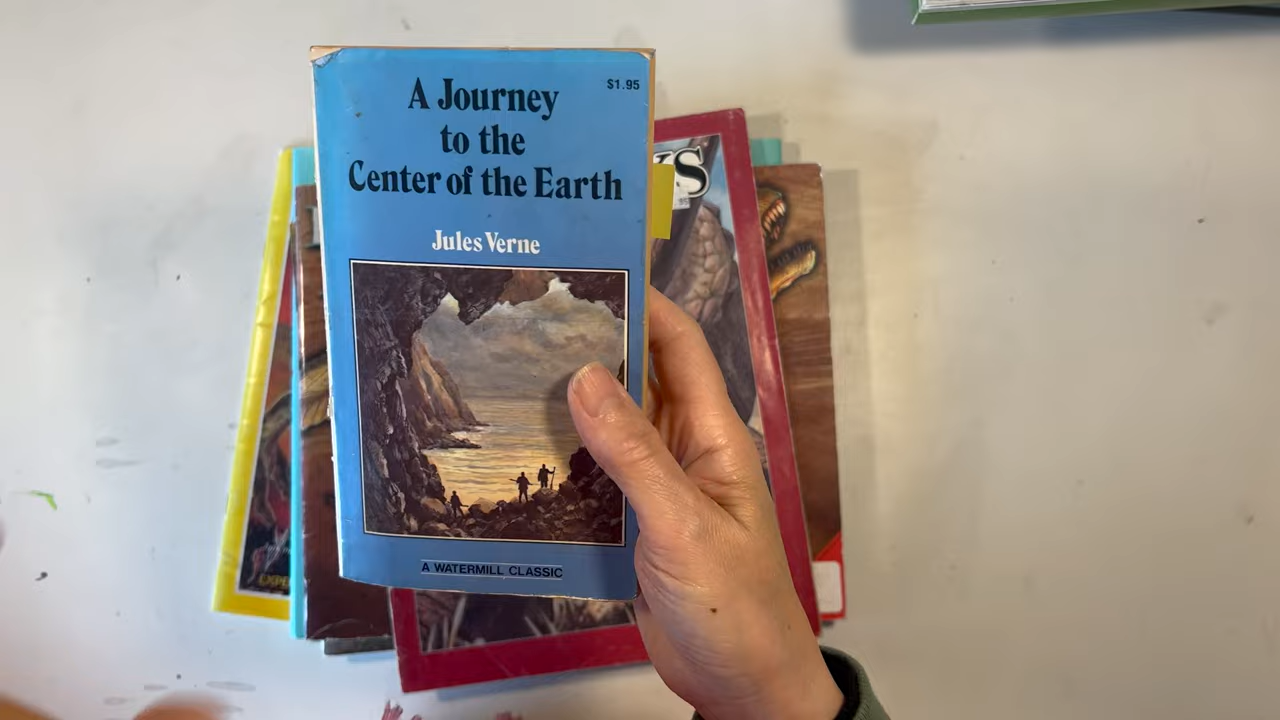 A Journey
to the
Center of the Earth
$1.95
Jules Verne
A WATERMILL CLASSIC